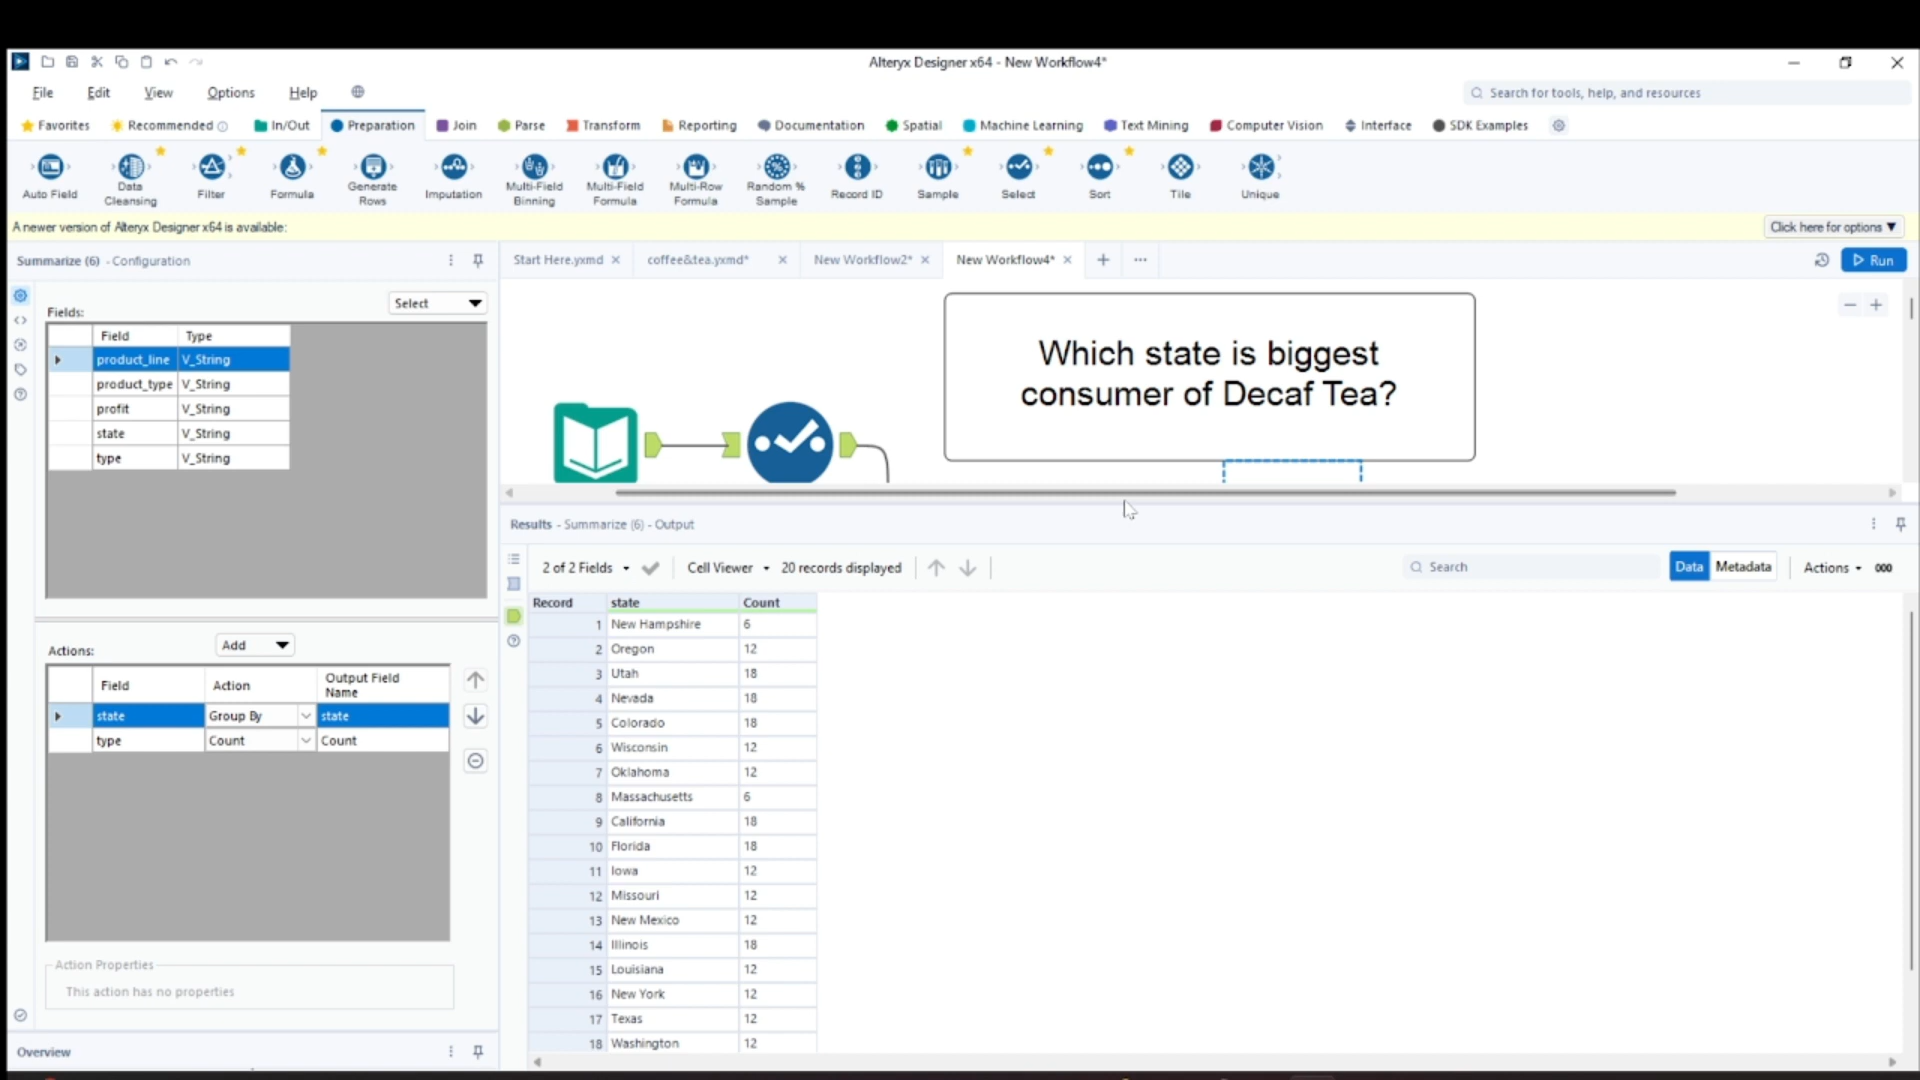 Alteryx Designer x64 - New Workflow4*
File Edit View Options Help
Search for tools, help, and resources
Favorites Recommended In/Out Preparation Join Parse Transform Reporting Documentation Spatial Machine Learning Text Mining Computer Vision Interface SDK Examples
Auto Field
Data Cleansing
Filter
Formula
Generate Rows
Imputation
Multi-Field Binning
Multi-Field Formula
Multi-Row Formula
Random % Sample
Record ID
Sample
Select
Sort
Tile
Unique
A newer version of Alteryx Designer x64 is available:
Click here for options ▼
Summarize (6) - Configuration
Start Here.yxmd
coffee&tea.yxmd*
New Workflow2*
New Workflow4*
Run
Select
Fields:
Field Type
product_line V_String
product_type V_String
profit V_String
state V_String
type V_String
Which state is biggest
consumer of Decaf Tea?
Add
Actions:
Field Action Output Field Name
state Group By state
type Count Count
Action Properties
This action has no properties
Overview
Results - Summarize (6) - Output
2 of 2 Fields Cell Viewer 20 records displayed
Search
Data Metadata Actions 000
Record state Count
1 New Hampshire 6
2 Oregon 12
3 Utah 18
4 Nevada 18
5 Colorado 18
6 Wisconsin 12
7 Oklahoma 12
8 Massachusetts 6
9 California 18
10 Florida 18
11 Iowa 12
12 Missouri 12
13 New Mexico 12
14 Illinois 18
15 Louisiana 12
16 New York 12
17 Texas 12
18 Washington 12